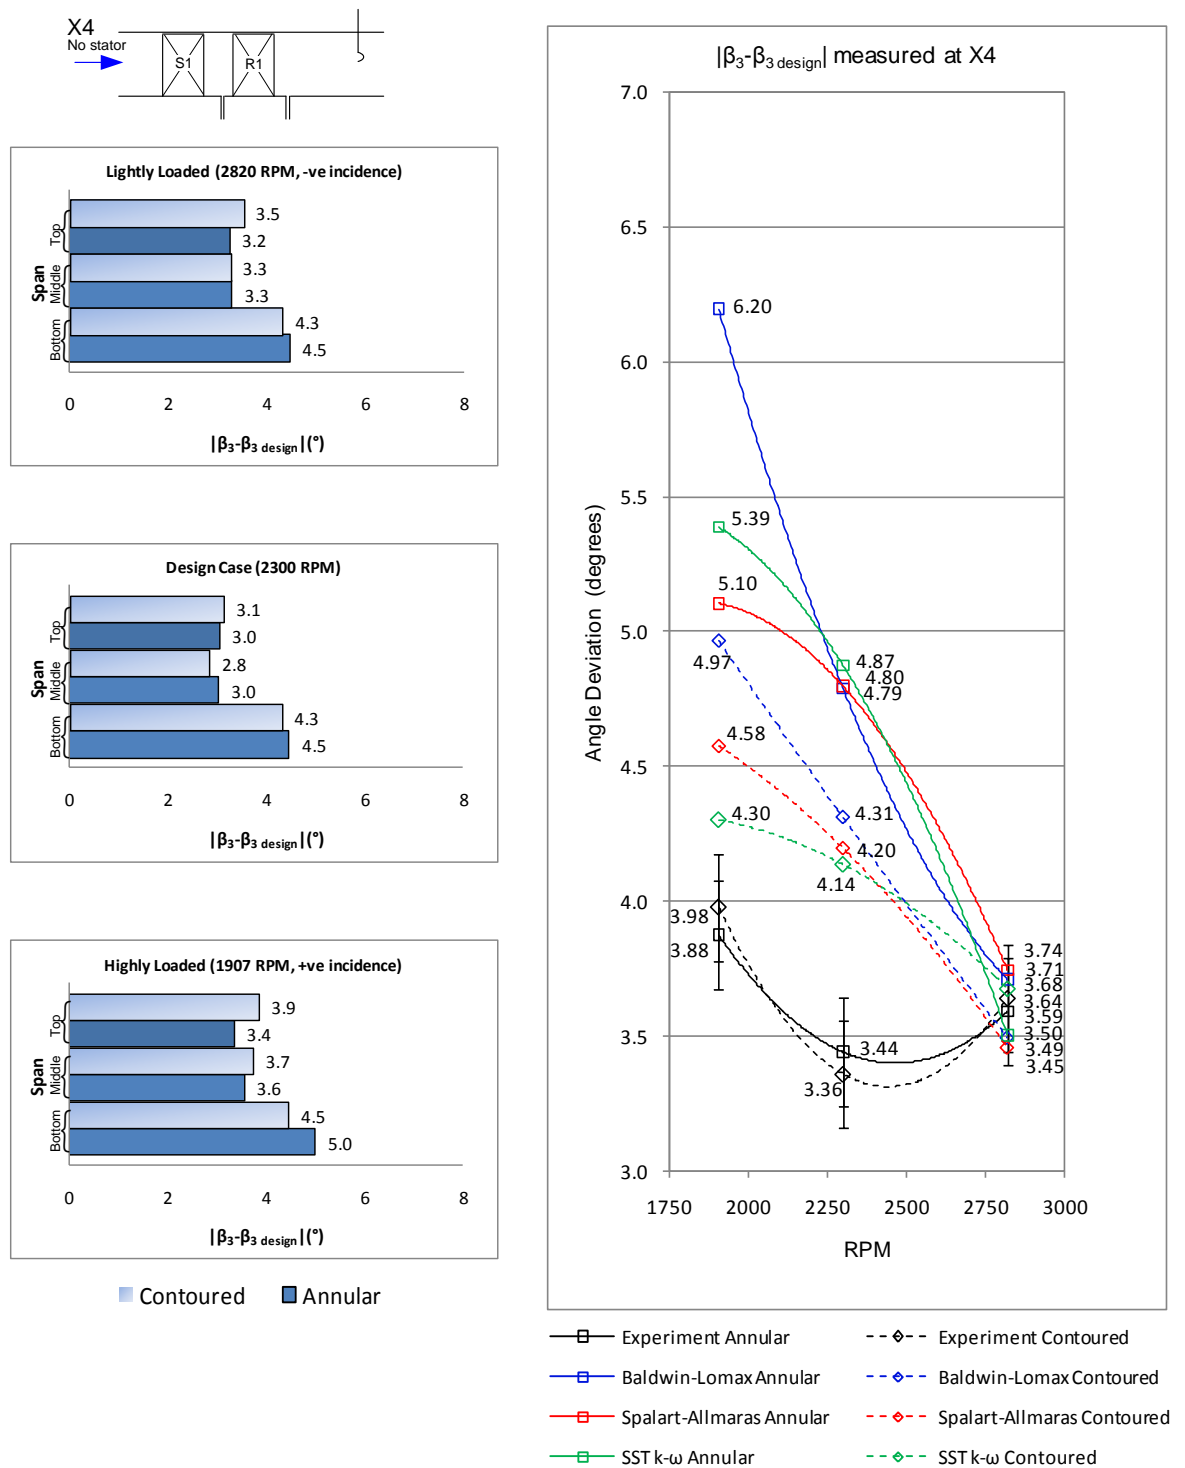 X4
No stator
S1
R1
Lightly Loaded (2820 RPM, -ve incidence)
Span
Top
Middle
Bottom
3.5
3.2
3.3
3.3
4.3
4.5
0 2 4 6 8
|β3-β3 design|(°)
Design Case (2300 RPM)
Span
Top
Middle
Bottom
3.1
3.0
2.8
3.0
4.3
4.5
0 2 4 6 8
|β3-β3 design|(°)
Highly Loaded (1907 RPM, +ve incidence)
Span
Top
Middle
Bottom
3.9
3.4
3.7
3.6
4.5
5.0
0 2 4 6 8
|β3-β3 design|(°)
Contoured Annular
|β3-β3 design| measured at X4
Angle Deviation (degrees)
7.0
6.5
6.0
5.5
5.0
4.5
4.0
3.5
3.0
6.20
5.39
5.10
4.97
4.87
4.80
4.79
4.58
4.30
4.31
4.20
4.14
3.98
3.88
3.44
3.36
3.74
3.71
3.68
3.64
3.59
3.50
3.49
3.45
1750 2000 2250 2500 2750 3000
RPM
Experiment Annular Experiment Contoured
Baldwin-Lomax Annular Baldwin-Lomax Contoured
Spalart-Allmaras Annular Spalart-Allmaras Contoured
SST k-ω Annular SST k-ω Contoured